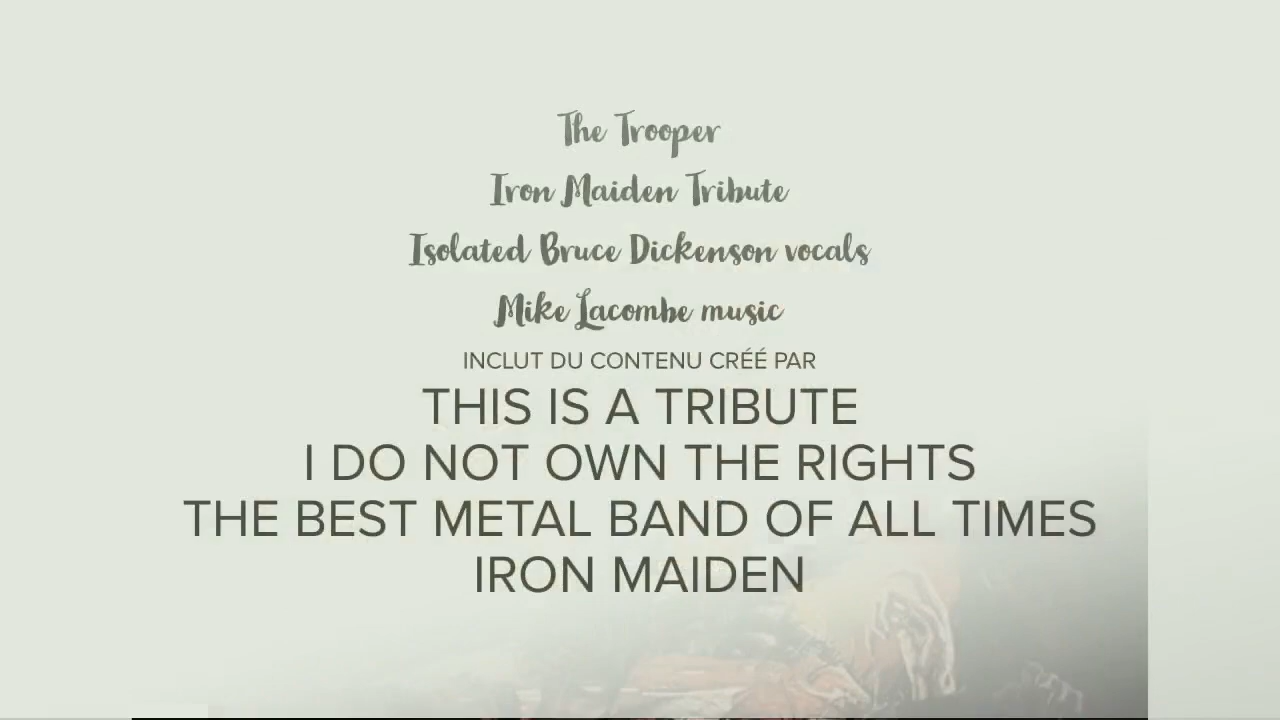 The Trooper
Iron Maiden Tribute
Isolated Bruce Dickenson vocals
Mike Lacombe music
INCLUT DU CONTENU CRÉÉ PAR
THIS IS A TRIBUTE
I DO NOT OWN THE RIGHTS
THE BEST METAL BAND OF ALL TIMES
IRON MAIDEN